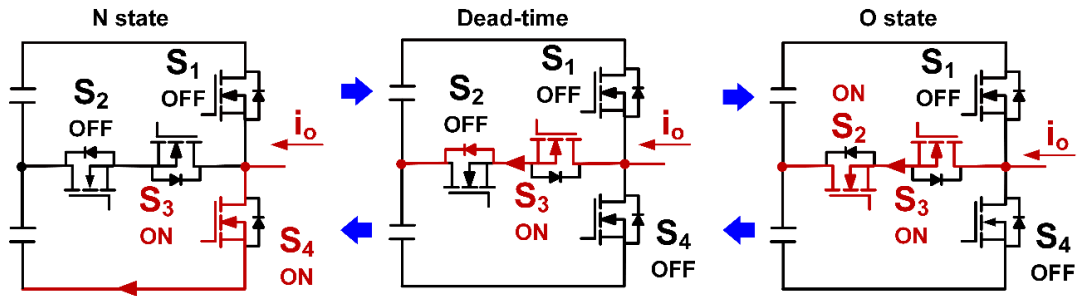 N state
S1
OFF
S2
OFF
io
S3
ON
S4
ON
Dead-time
S1
OFF
S2
OFF
io
S3
ON
S4
OFF
O state
S1
OFF
ON
S2
io
S3
ON
S4
OFF